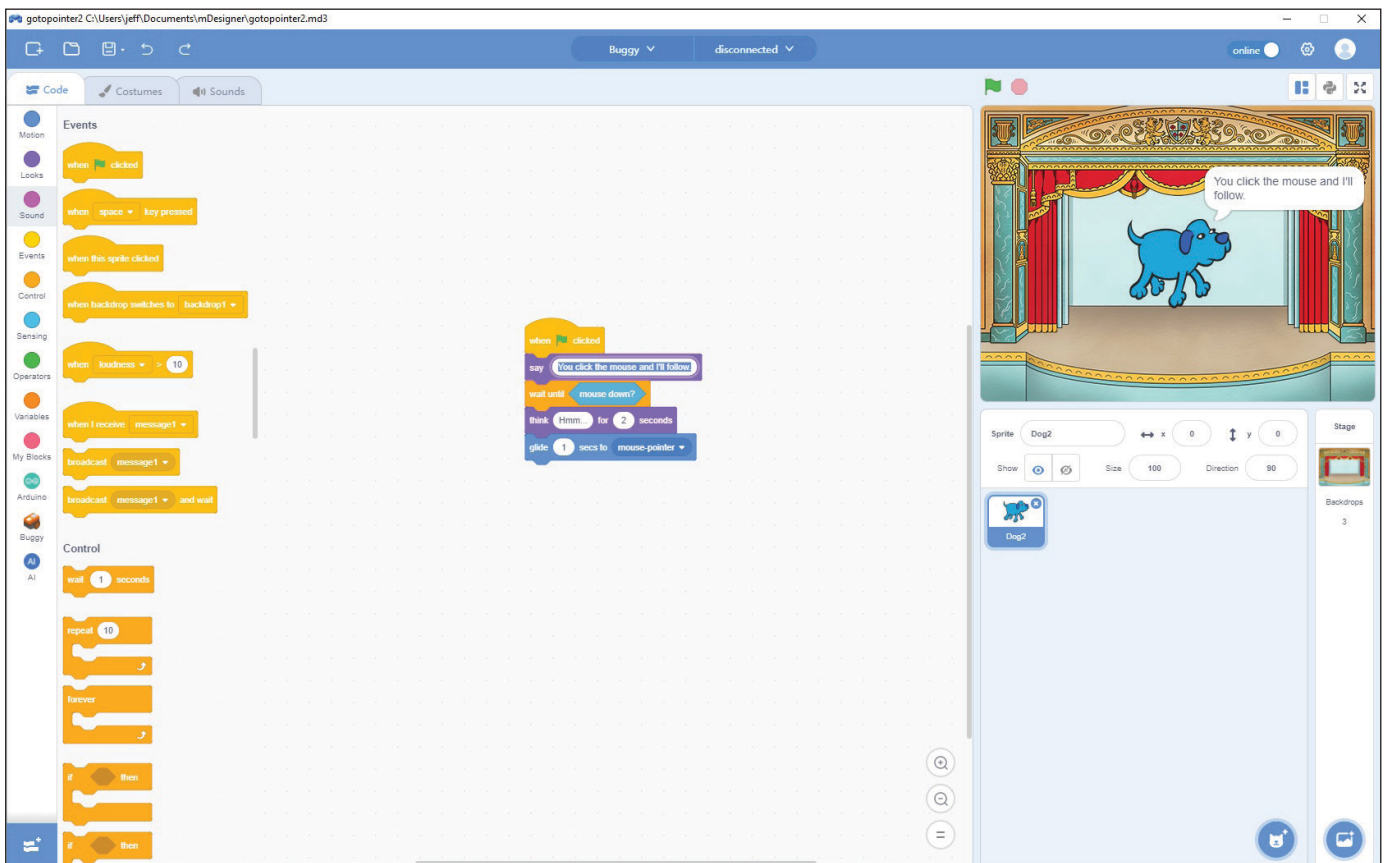 gotopointer2 C:\Users\jeff\Documents\mDesigner\gotopointer2.md3
Buggy
disconnected
online
Code
Costumes
Sounds
Motion
Looks
Sound
Events
Control
Sensing
Operators
Variables
My Blocks
Arduino
Buggy
AI
AI
Events
when clicked
when space key pressed
when this sprite clicked
when backdrop switches to backdrop1
when loudness > 10
when I receive message1
broadcast message1
broadcast message1 and wait
Control
wait 1 seconds
repeat 10
forever
if then
if then
when clicked
say You click the mouse and I'll follow.
wait until mouse down?
think Hmm... for 2 seconds
glide 1 secs to mouse-pointer
You click the mouse and I'll
follow.
Sprite Dog2 x 0 y 0
Show Size 100 Direction 90
Dog2
Stage
Backdrops
3